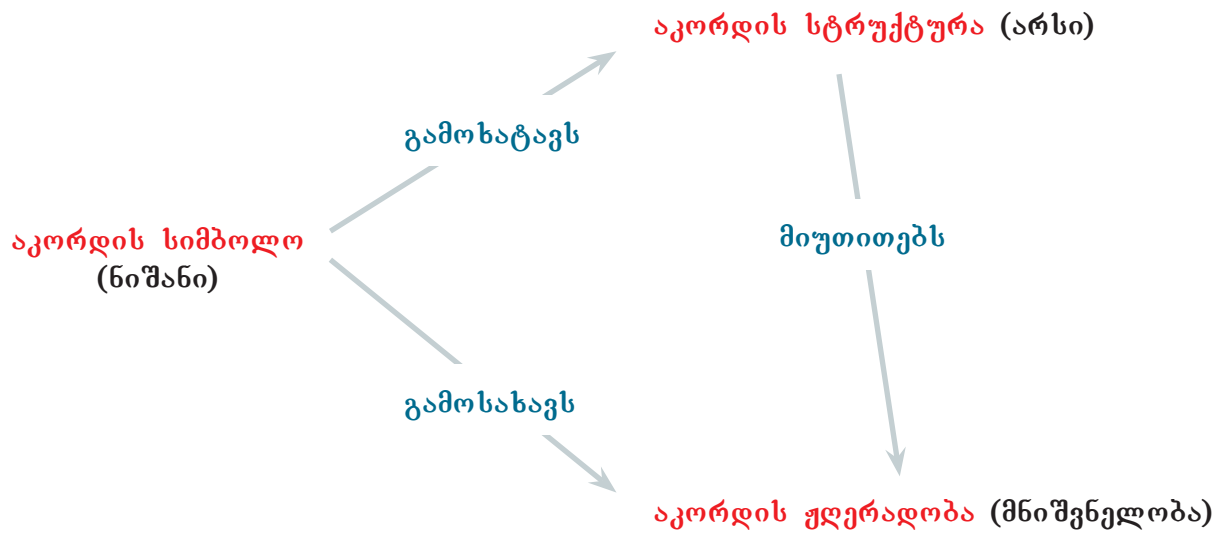 აკორდის სტრუქტურა (არსი)
გამოხატავს
მიუთითებს
აკორდის სიმბოლო
(ნიშანი)
გამოსახავს
აკორდის ჟღერადობა (მნიშვნელობა)